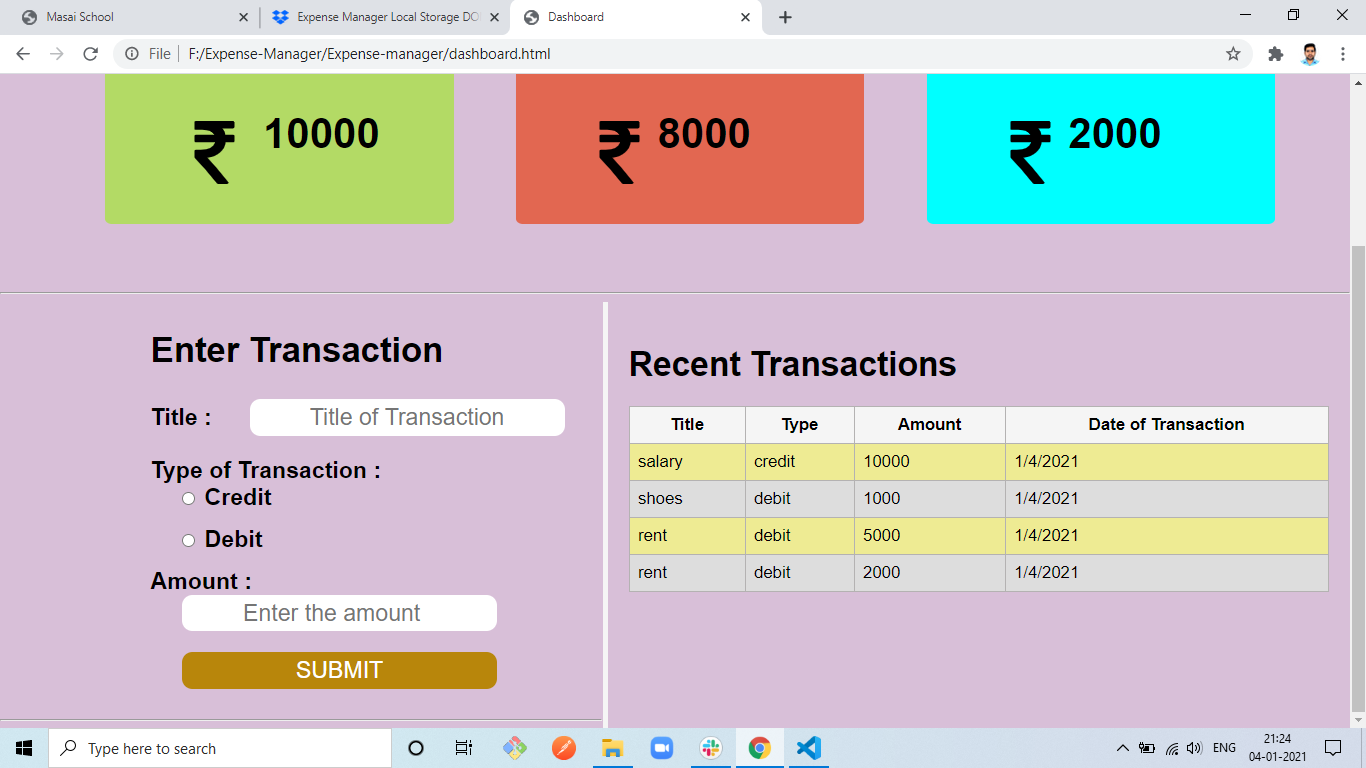 Masai School
Expense Manager Local Storage DO
Dashboard
File
F:/Expense-Manager/Expense-manager/dashboard.html
₹ 10000
₹ 8000
₹ 2000
Enter Transaction
Title :
Title of Transaction
Type of Transaction :
Credit
Debit
Amount :
Enter the amount
SUBMIT
Recent Transactions
Title Type Amount Date of Transaction
salary credit 10000 1/4/2021
shoes debit 1000 1/4/2021
rent debit 5000 1/4/2021
rent debit 2000 1/4/2021
Type here to search
ENG
21:24
04-01-2021